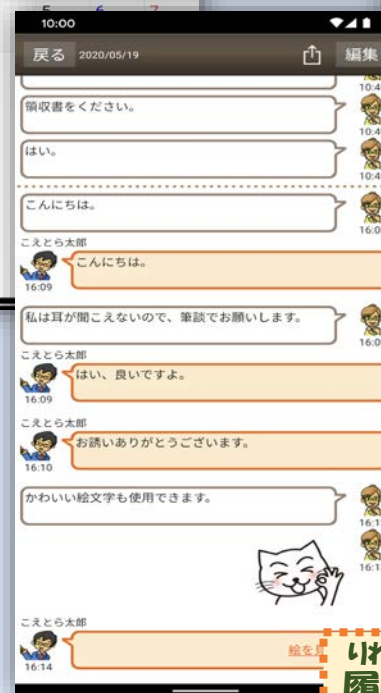 5 6 7
10:00
戻る 2020/05/19 編集
領収書をください。
はい。
こんにちは。
こえとら太郎
こんにちは。
16:09
私は耳が聞こえないので、筆談でお願いします。
こえとら太郎
はい、良いですよ。
16:09
こえとら太郎
お誘いありがとうございます。
16:10
かわいい絵文字も使用できます。
こえとら太郎
絵を見
16:14